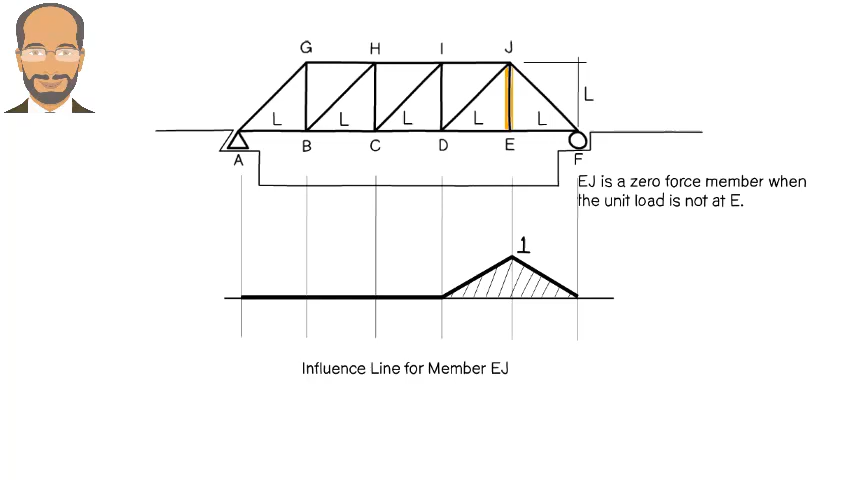 G H I J
L
L L L L L
A B C D E F
EJ is a zero force member when
the unit load is not at E.
1
Influence Line for Member EJ